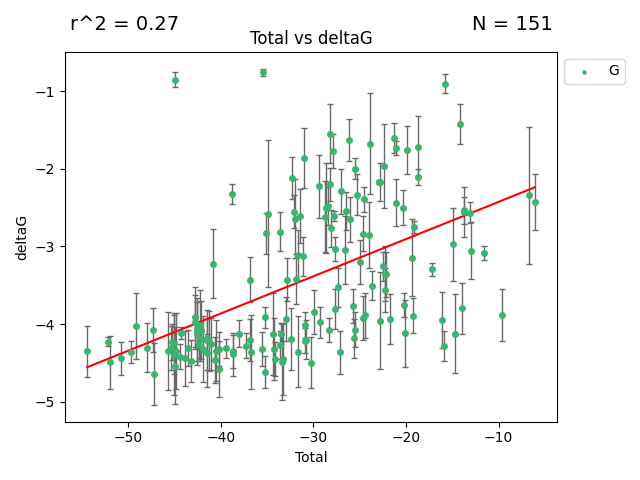 r^2 = 0.27 N = 151
Total vs deltaG
G
−1
−2
−3
−4
−5
deltaG
−50 −40 −30 −20 −10
Total